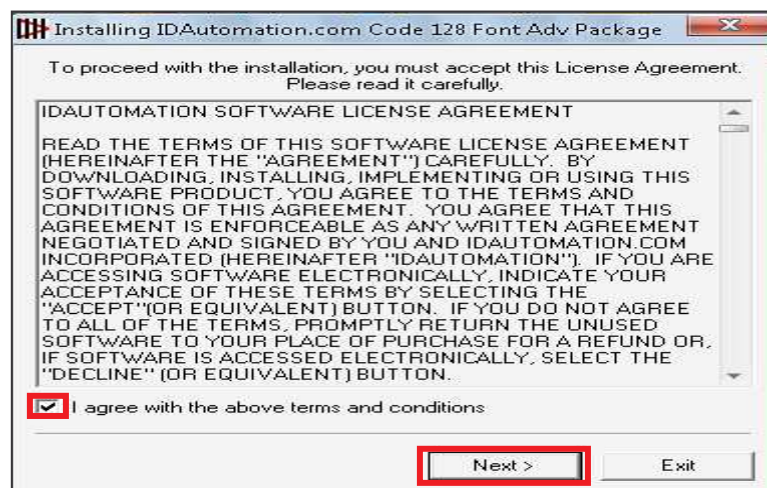 Installing IDAutomation.com Code 128 Font Adv Package
To proceed with the installation, you must accept this License Agreement.
Please read it carefully.
IDAUTOMATION SOFTWARE LICENSE AGREEMENT
READ THE TERMS OF THIS SOFTWARE LICENSE AGREEMENT
(HEREINAFTER THE "AGREEMENT") CAREFULLY. BY
DOWNLOADING, INSTALLING, IMPLEMENTING OR USING THIS
SOFTWARE PRODUCT, YOU AGREE TO THE TERMS AND
CONDITIONS OF THIS AGREEMENT. YOU AGREE THAT THIS
AGREEMENT IS ENFORCEABLE AS ANY WRITTEN AGREEMENT
NEGOTIATED AND SIGNED BY YOU AND IDAUTOMATION.COM
INCORPORATED (HEREINAFTER "IDAUTOMATION"). IF YOU ARE
ACCESSING SOFTWARE ELECTRONICALLY, INDICATE YOUR
ACCEPTANCE OF THESE TERMS BY SELECTING THE
"ACCEPT"(OR EQUIVALENT) BUTTON. IF YOU DO NOT AGREE
TO ALL OF THE TERMS, PROMPTLY RETURN THE UNUSED
SOFTWARE TO YOUR PLACE OF PURCHASE FOR A REFUND OR,
IF SOFTWARE IS ACCESSED ELECTRONICALLY, SELECT THE
"DECLINE" (OR EQUIVALENT) BUTTON.
I agree with the above terms and conditions
Next >
Exit